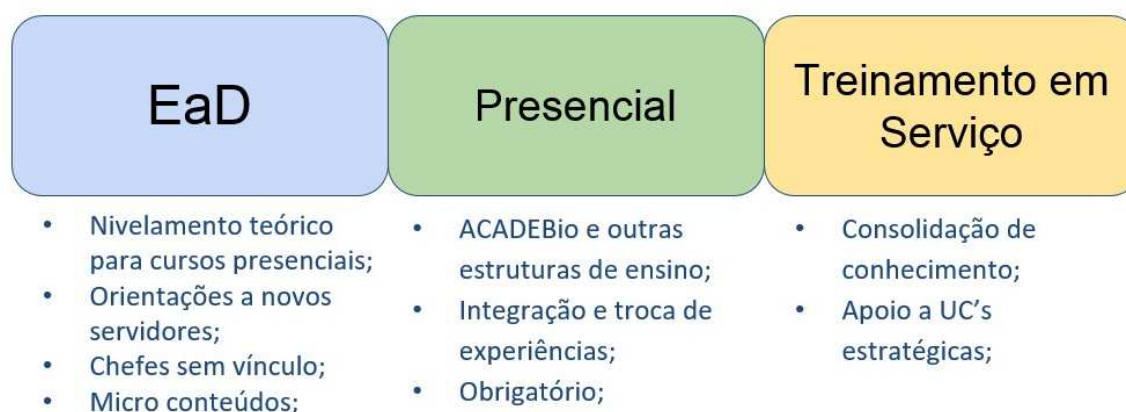 EaD
Presencial
Treinamento em
Serviço
• Nivelamento teórico
para cursos presenciais;
• Orientações a novos
servidores;
• Chefes sem vínculo;
• Micro conteúdos;
• ACADEBio e outras
estruturas de ensino;
• Integração e troca de
experiências;
• Obrigatório;
• Consolidação de
conhecimento;
• Apoio a UC’s
estratégicas;